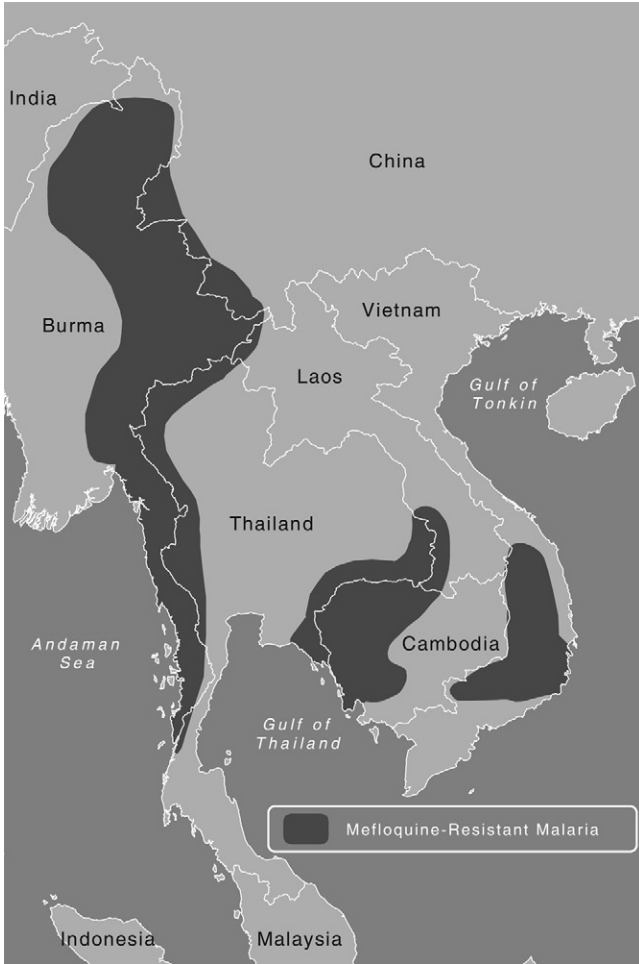 India
China
Burma
Vietnam
Laos
Gulf of
Tonkin
Thailand
Andaman
Sea
Cambodia
Gulf of
Thailand
Mefloquine-Resistant Malaria
Indonesia
Malaysia